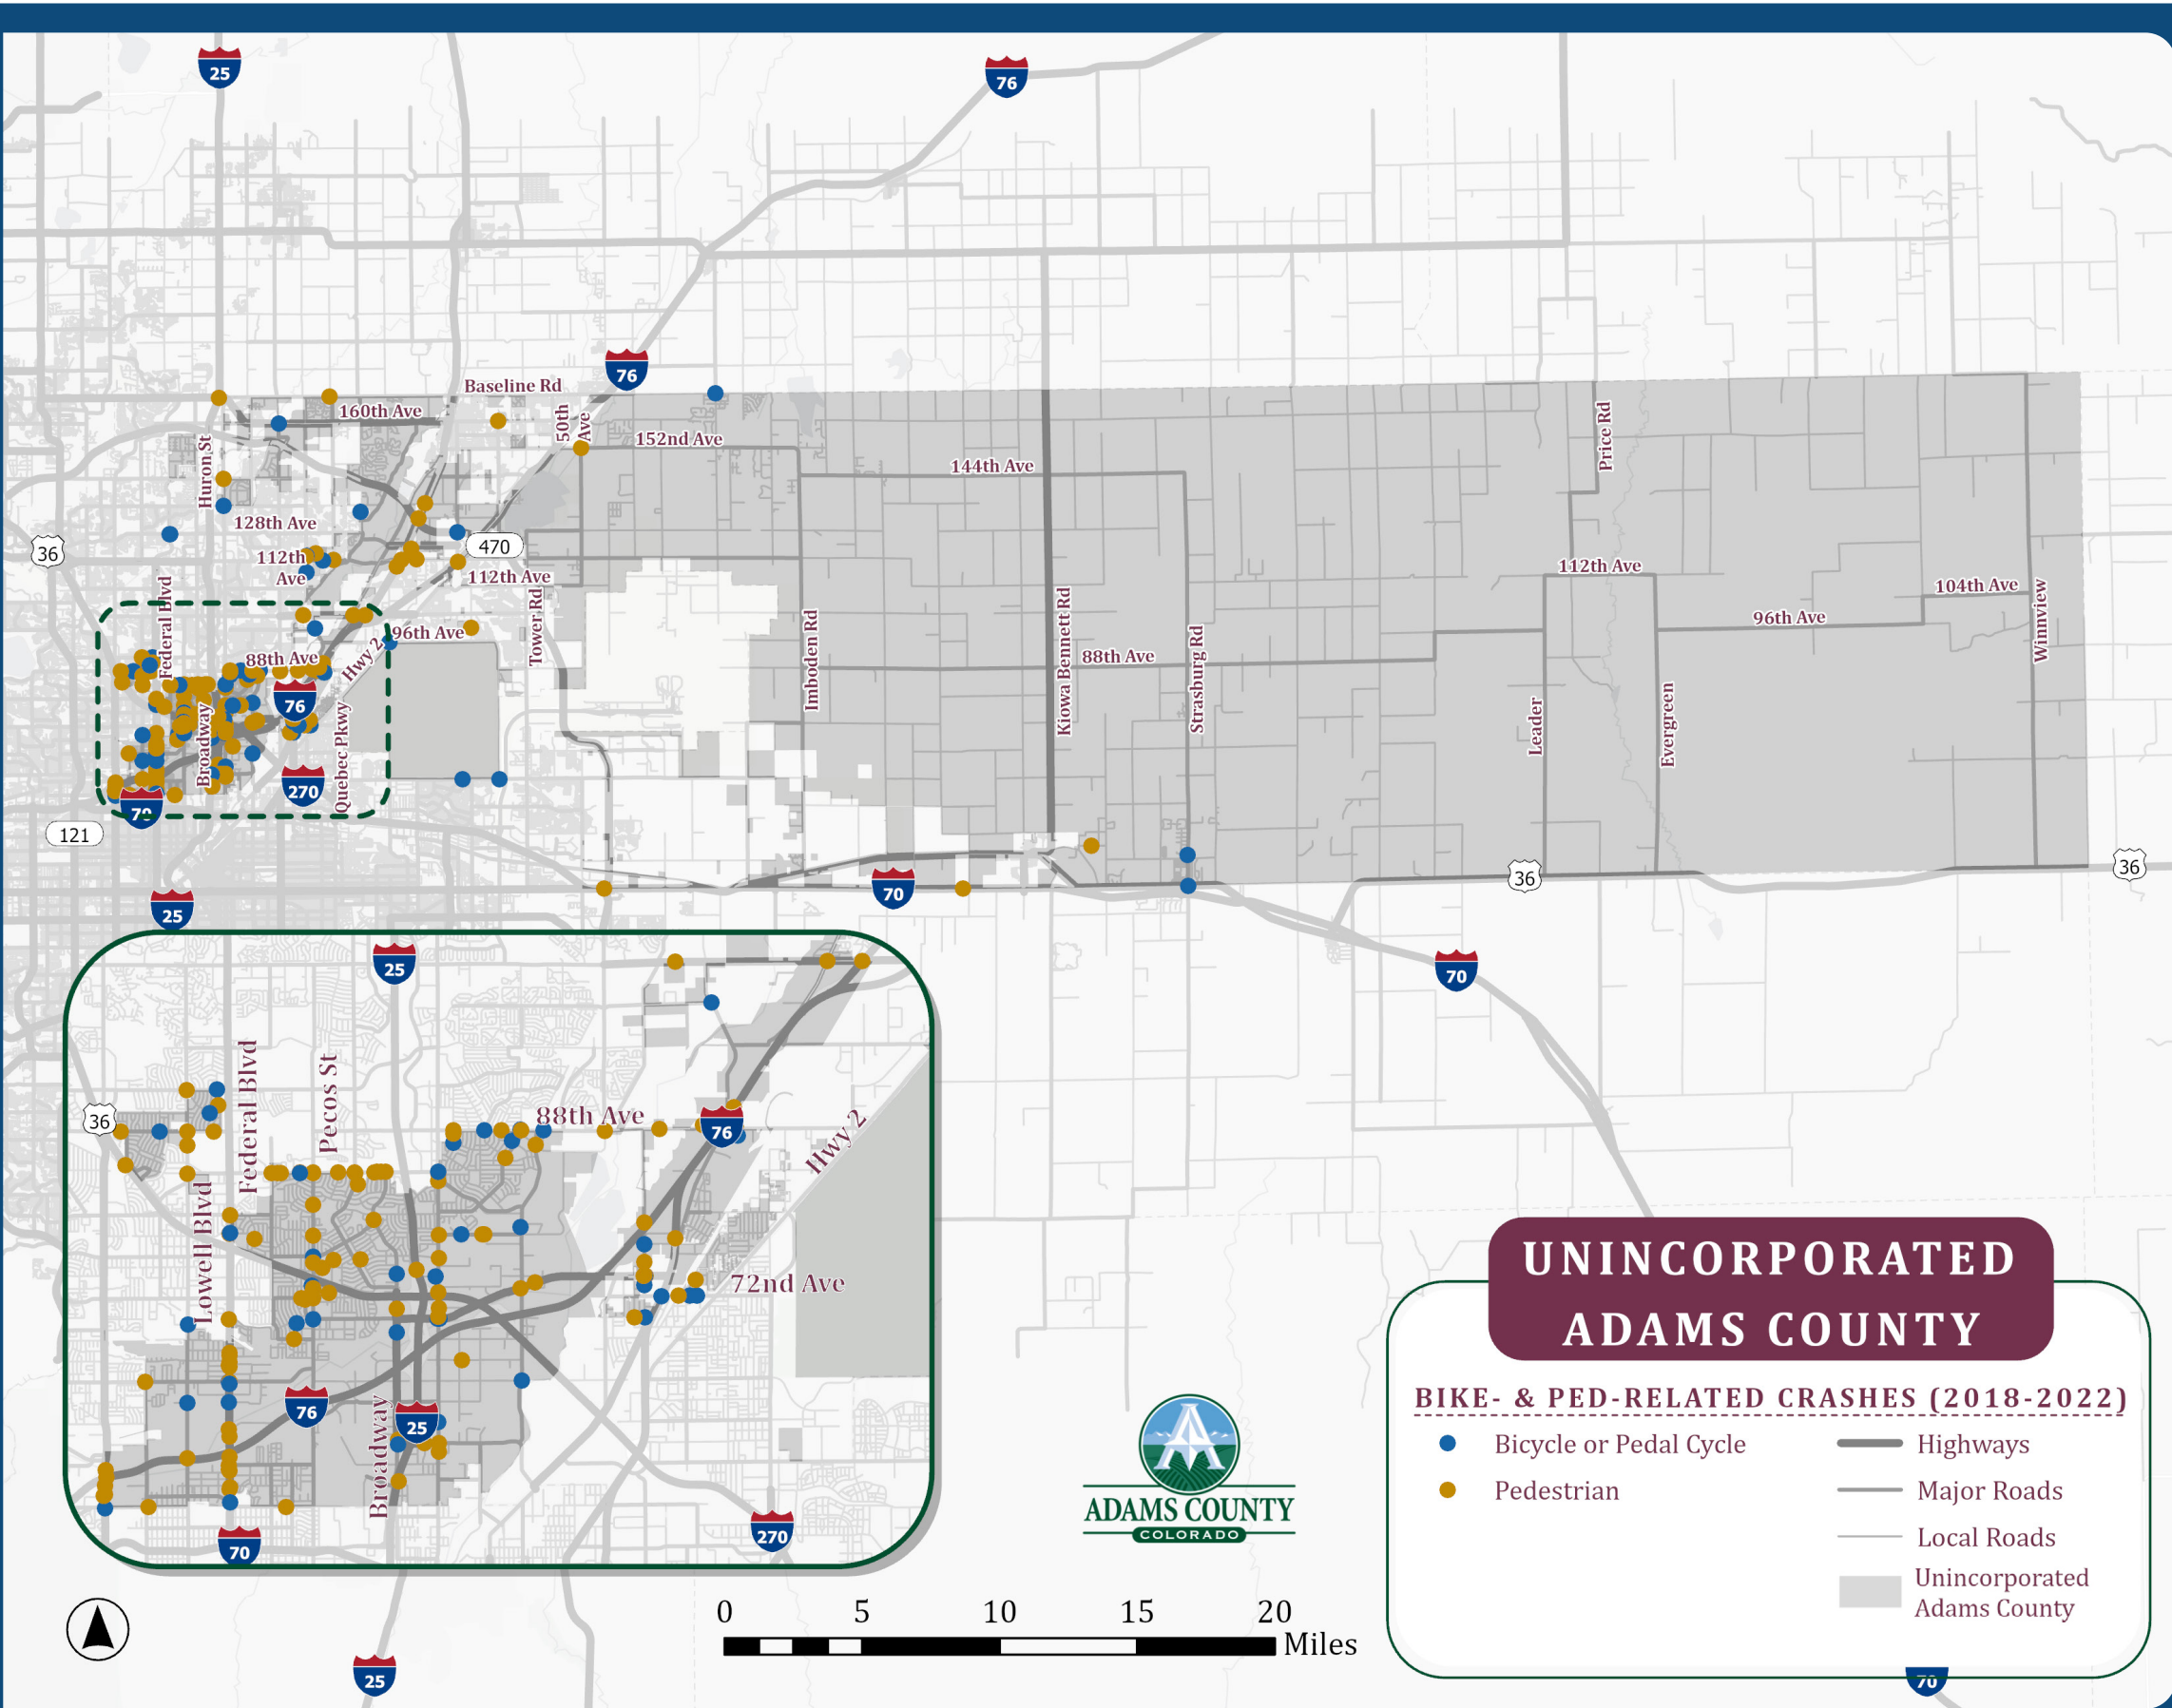 25
76
76
Baseline Rd
160th Ave
50th
Ave
152nd Ave
Price Rd
Huron St
144th Ave
128th Ave
36
470
112th
Ave
112th Ave
112th Ave
104th Ave
Federal Blvd
Tower Rd
Imboden Rd
Kiowa Bennett Rd
Strasburg Rd
Winnview
96th Ave
96th Ave
88th Ave
Hwy 2
88th Ave
76
Broadway
Quebec Pkwy
Leader
Evergreen
270
70
121
36
36
70
25
70
25
36
Federal Blvd
Pecos St
88th Ave
76
Hwy 2
Lowell Blvd
72nd Ave
76
25
Broadway
70
270
ADAMS COUNTY
COLORADO
0 5 10 15 20
Miles
25
UNINCORPORATED
ADAMS COUNTY
BIKE- & PED-RELATED CRASHES (2018-2022)
Bicycle or Pedal Cycle
Pedestrian
Highways
Major Roads
Local Roads
Unincorporated
Adams County
70